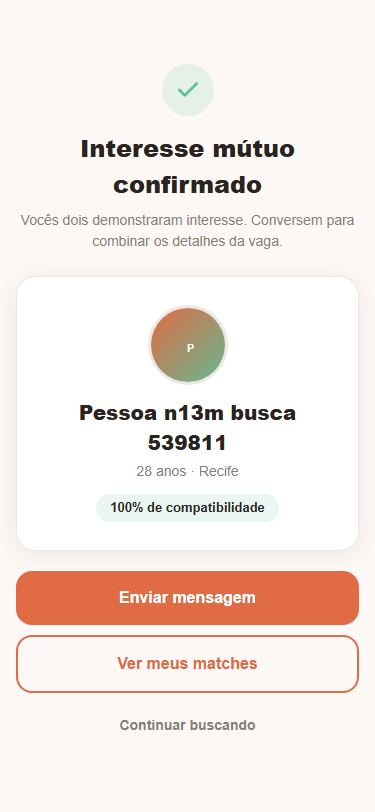 Interesse mútuo
confirmado
Vocês dois demonstraram interesse. Conversem para
combinar os detalhes da vaga.
P
Pessoa n13m busca
539811
28 anos · Recife
100% de compatibilidade
Enviar mensagem
Ver meus matches
Continuar buscando